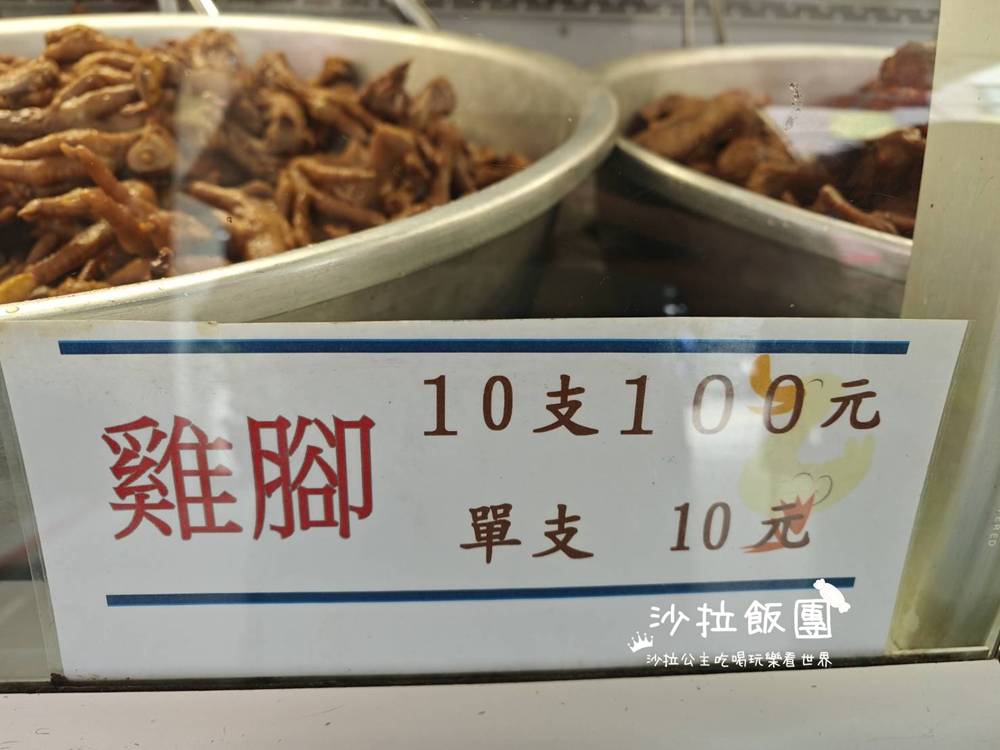 雞腳
10支100元
單支 10元
沙拉飯團
沙拉公主吃喝玩樂看世界